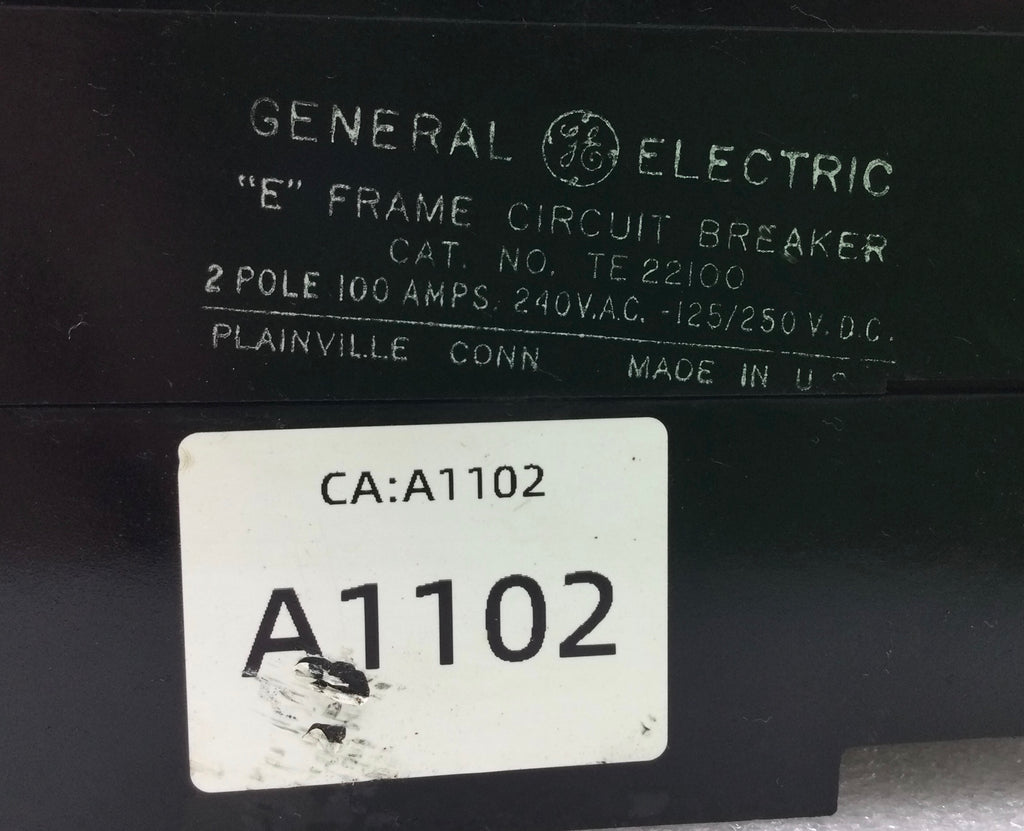 GENERAL GE ELECTRIC
"E" FRAME CIRCUIT BREAKER
CAT. NO. TE 22100
2 POLE 100 AMPS. 240V.A.C. -125/250 V.D.C.
PLAINVILLE CONN MADE IN U
CA:A1102
A1102